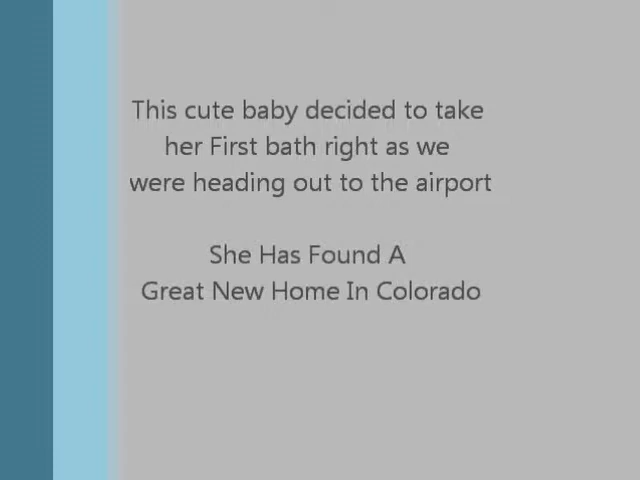 This cute baby decided to take
her First bath right as we
were heading out to the airport
She Has Found A
Great New Home In Colorado